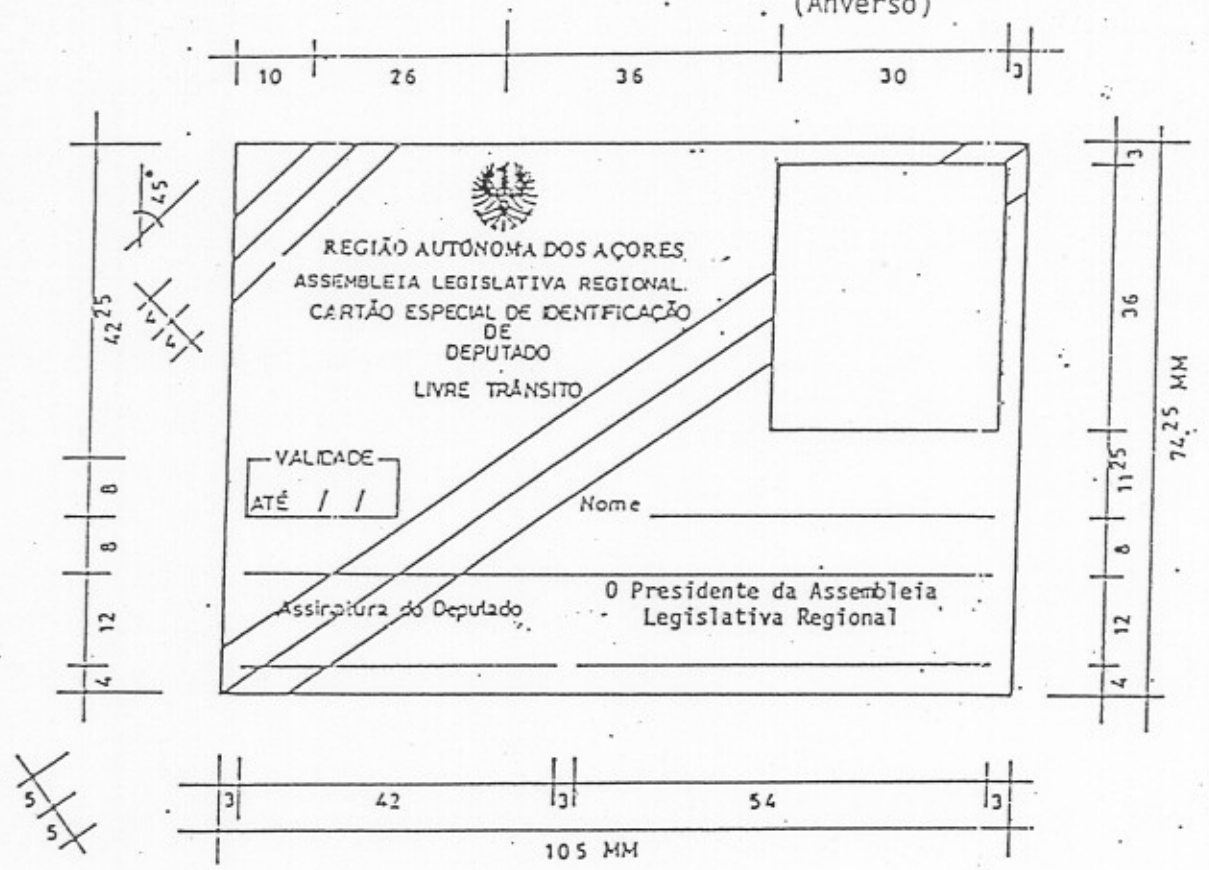 (Anverso)
10 26 36 30 3
45°
4 4
42 25
8
8
12
4
REGIÃO AUTÓNOMA DOS AÇORES
ASSEMBLEIA LEGISLATIVA REGIONAL.
CARTÃO ESPECIAL DE IDENTIFICAÇÃO
DE
DEPUTADO
LIVRE TRÂNSITO
VALIDADE
ATÉ / /
Nome
Assinatura do Deputado
O Presidente da Assembleia
Legislativa Regional
3
36
11 25
8
12
4
74 25 MM
5 5
3 42 3 54 3
105 MM